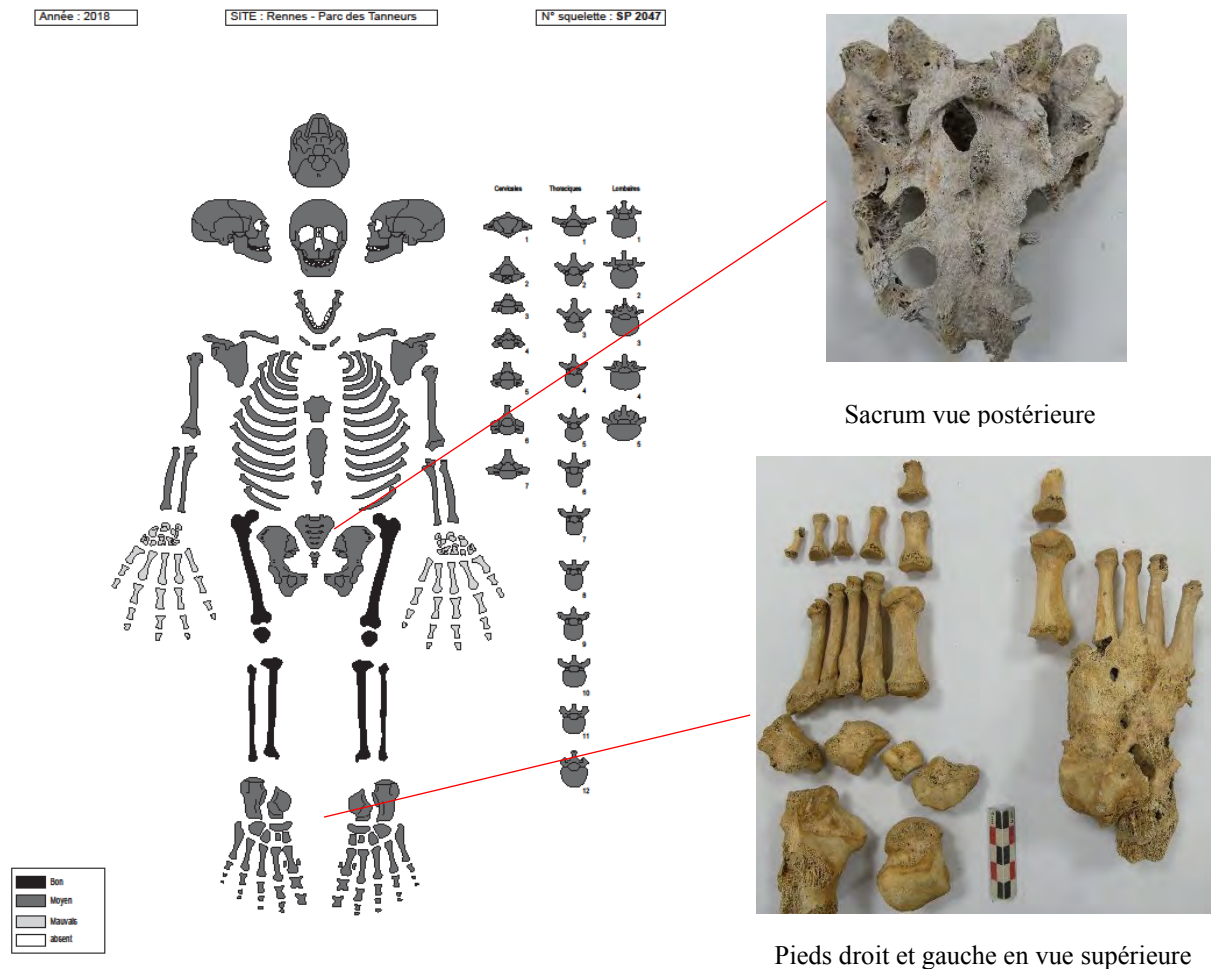 Année : 2018
SITE : Rennes - Parc des Tanneurs
N° squelette : SP 2047
Cervicales
Thoraciques
Lombaires
1
2
3
4
5
6
7
1
2
3
4
5
6
7
8
9
10
11
12
1
2
3
4
5
Bon
Moyen
Mauvais
absent
Sacrum vue postérieure
Pieds droit et gauche en vue supérieure